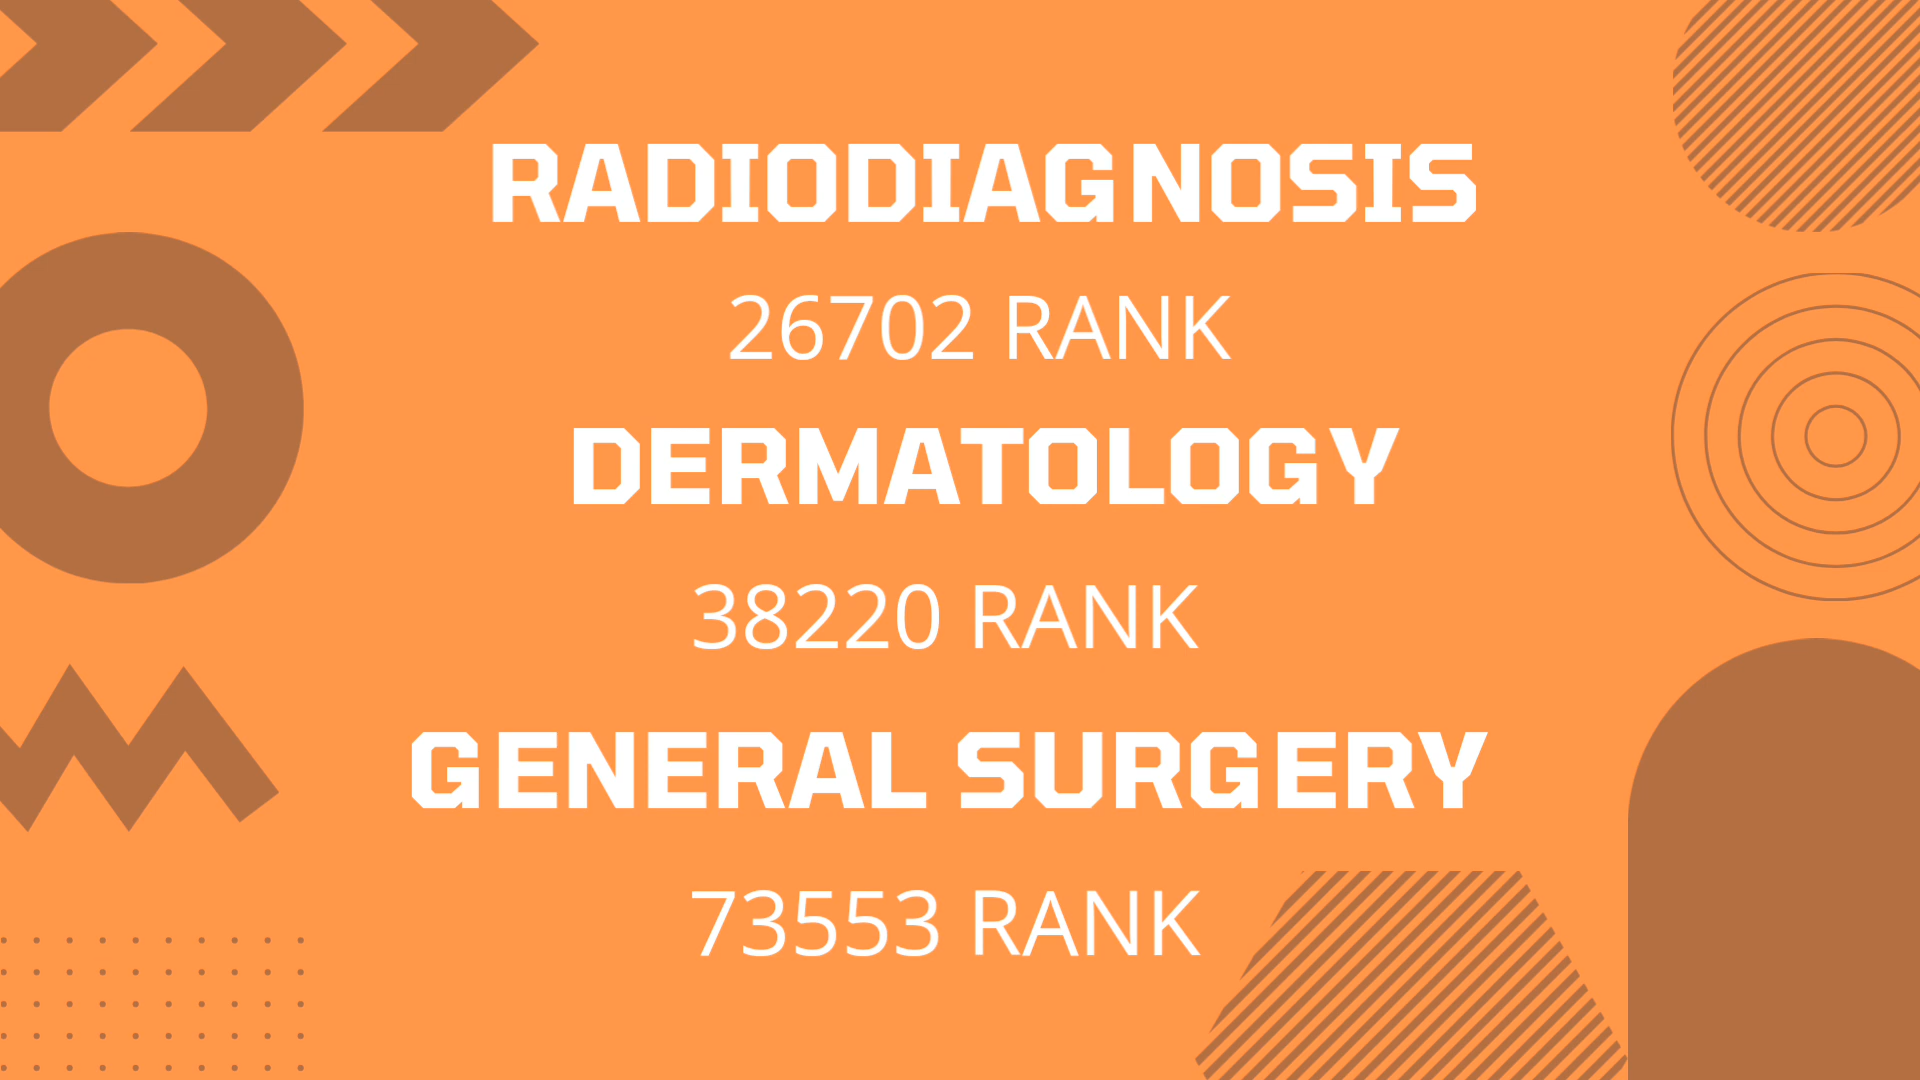 RADIODIAGNOSIS
26702 RANK
DERMATOLOGY
38220 RANK
GENERAL SURGERY
73553 RANK